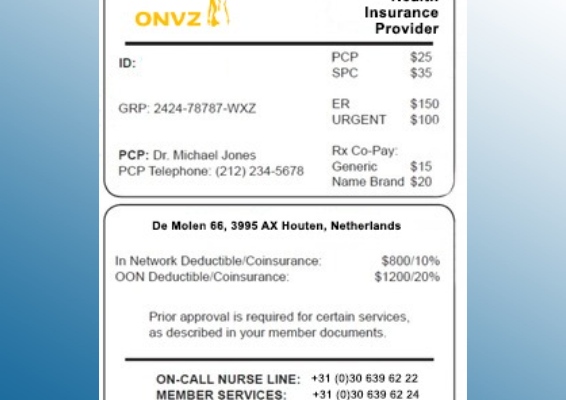 ONVZ
Health
Insurance
Provider
ID:
PCP $25
SPC $35
GRP: 2424-78787-WXZ
ER $150
URGENT $100
PCP: Dr. Michael Jones
PCP Telephone: (212) 234-5678
Rx Co-Pay:
Generic $15
Name Brand $20
De Molen 66, 3995 AX Houten, Netherlands
In Network Deductible/Coinsurance: $800/10%
OON Deductible/Coinsurance: $1200/20%
Prior approval is required for certain services,
as described in your member documents.
ON-CALL NURSE LINE: +31 (0)30 639 62 22
MEMBER SERVICES: +31 (0)30 639 62 24